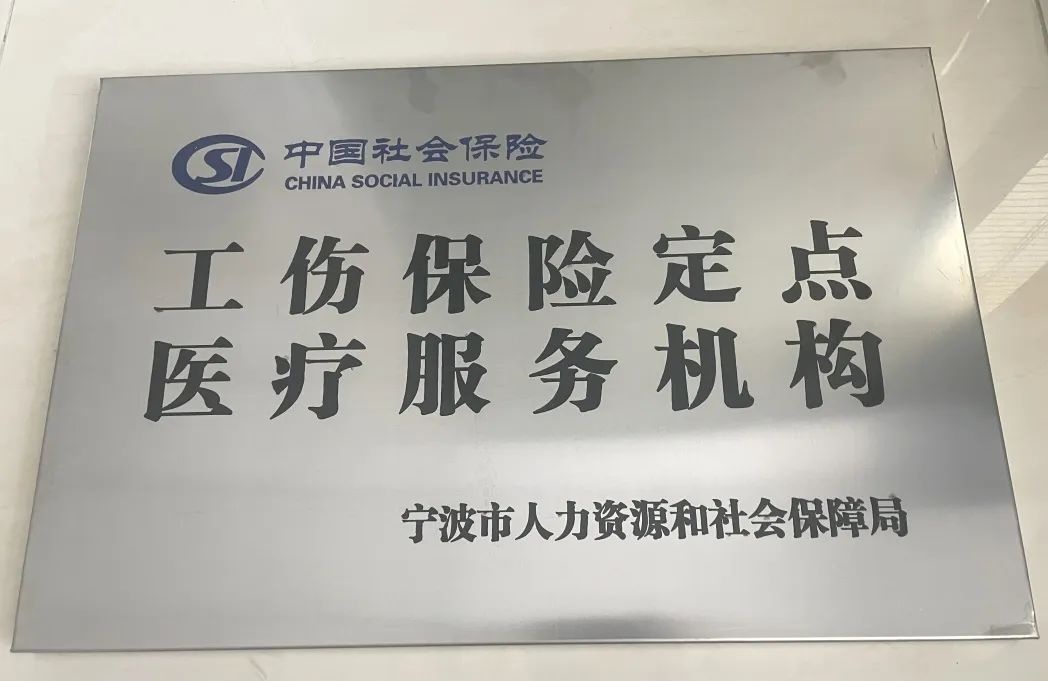 CSI 中国社会保险
CHINA SOCIAL INSURANCE
工伤保险定点
医疗服务机构
宁波市人力资源和社会保障局